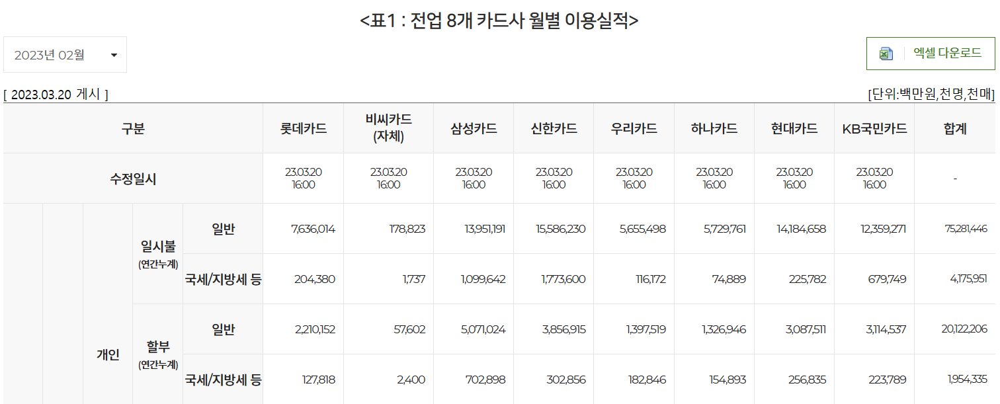 <표1 : 전업 8개 카드사 월별 이용실적>
2023년 02월
엑셀 다운로드
[ 2023.03.20 게시 ]
[단위:백만원,천명,천매]
구분 롯데카드 비씨카드 (자체) 삼성카드 신한카드 우리카드 하나카드 현대카드 KB국민카드 합계
수정일시 23.03.20 16:00 23.03.20 16:00 23.03.20 16:00 23.03.20 16:00 23.03.20 16:00 23.03.20 16:00 23.03.20 16:00 23.03.20 16:00 -
개인
일시불
(연간누계)
일반 7,636,014 178,823 13,951,191 15,586,230 5,655,498 5,729,761 14,184,658 12,359,271 75,281,446
국세/지방세 등 204,380 1,737 1,099,642 1,773,600 116,172 74,889 225,782 679,749 4,175,951
할부
(연간누계)
일반 2,210,152 57,602 5,071,024 3,856,915 1,397,519 1,326,946 3,087,511 3,114,537 20,122,206
국세/지방세 등 127,818 2,400 702,898 302,856 182,846 154,893 256,835 223,789 1,954,335